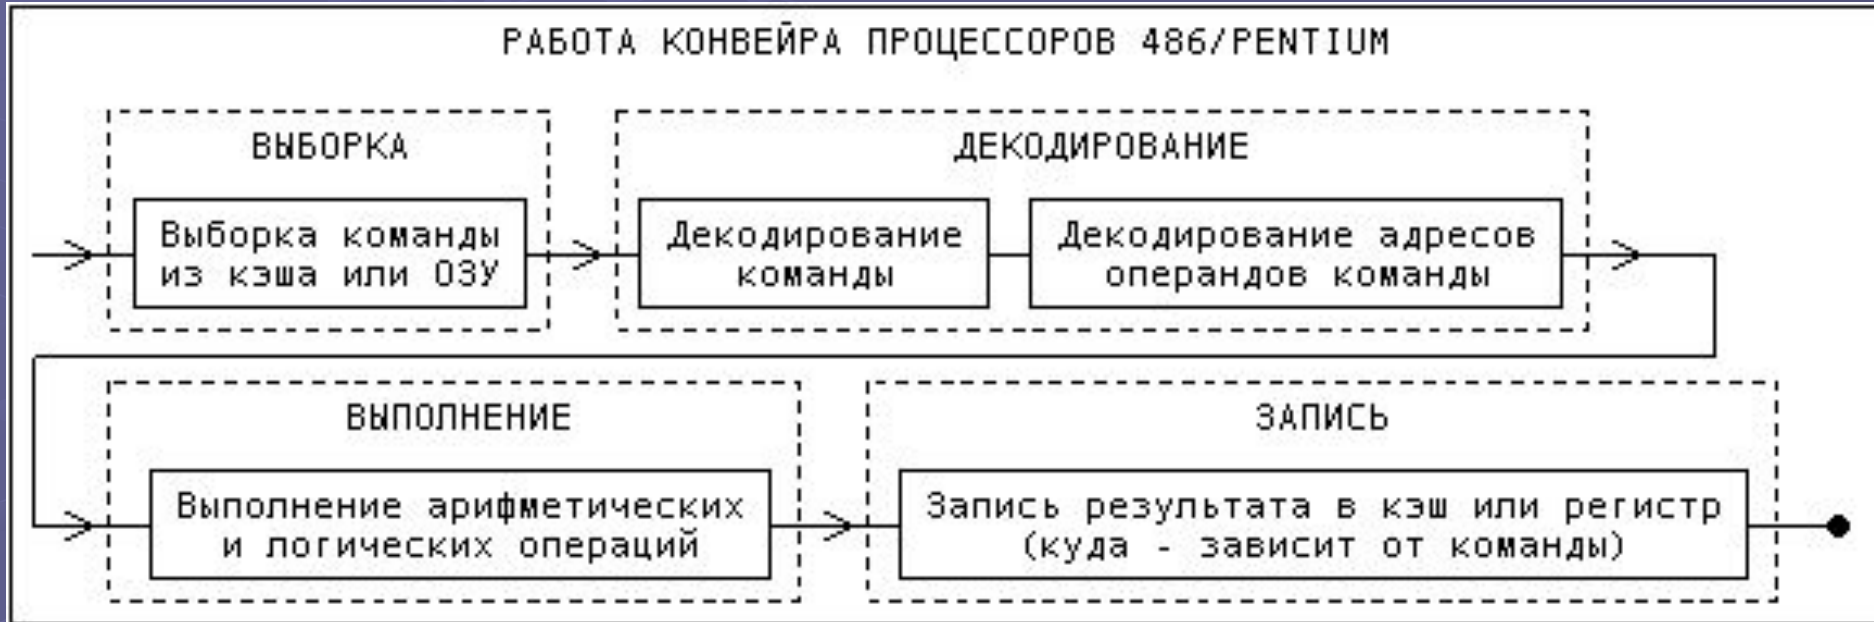 РАБОТА КОНВЕЙРА ПРОЦЕССОРОВ 486/PENTIUM
ВЫБОРКА
Выборка команды
из кэша или ОЗУ
ДЕКОДИРОВАНИЕ
Декодирование
команды
Декодирование адресов
операндов команды
ВЫПОЛНЕНИЕ
Выполнение арифметических
и логических операций
ЗАПИСЬ
Запись результата в кэш или регистр
(куда - зависит от команды)